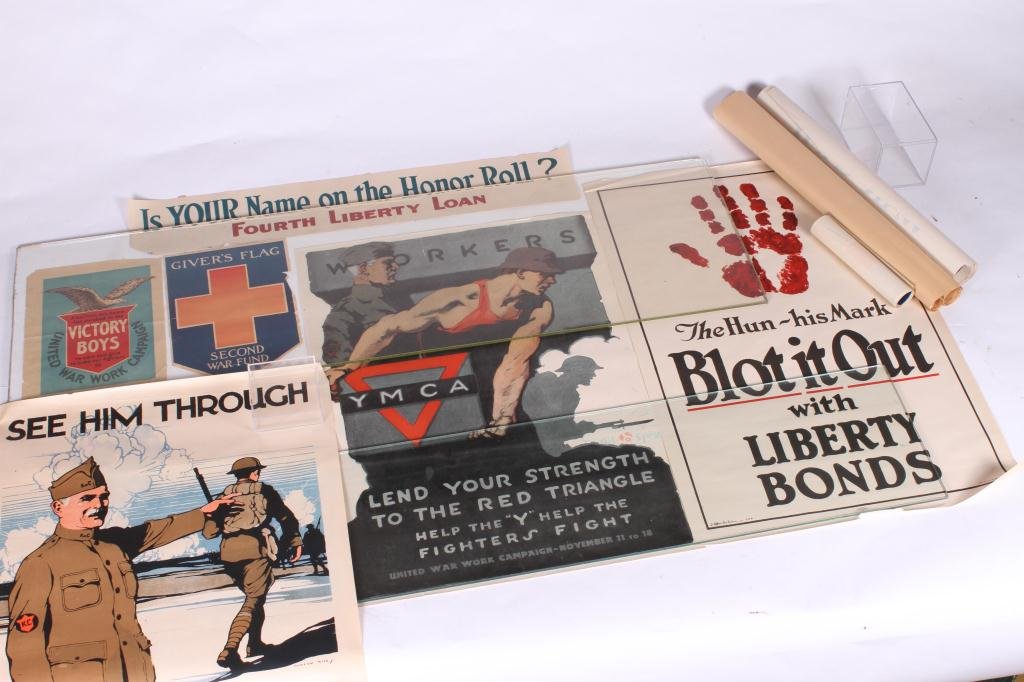 Is YOUR Name on the Honor Roll?
FOURTH LIBERTY LOAN
VICTORY
BOYS
UNITED WAR WORK CAMPAIGN
GIVER'S FLAG
SECOND
WAR FUND
WORKERS
YMCA
LEND YOUR STRENGTH
TO THE RED TRIANGLE
HELP THE "Y" HELP THE
FIGHTERS FIGHT
UNITED WAR WORK CAMPAIGN - NOVEMBER 11 TO 18
The Hun - his Mark
Blot it Out
with
LIBERTY
BONDS
SEE HIM THROUGH
K of C